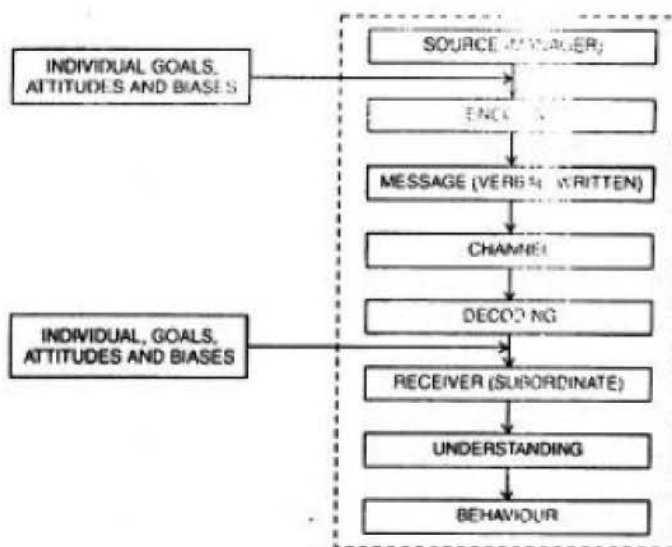 SOURCE (MANAGER)
INDIVIDUAL GOALS,
ATTITUDES AND BIASES
MESSAGE (VERBAL WRITTEN)
CHANNEL
DECODING
INDIVIDUAL, GOALS,
ATTITUDES AND BIASES
RECEIVER (SUBORDINATE)
UNDERSTANDING
BEHAVIOUR